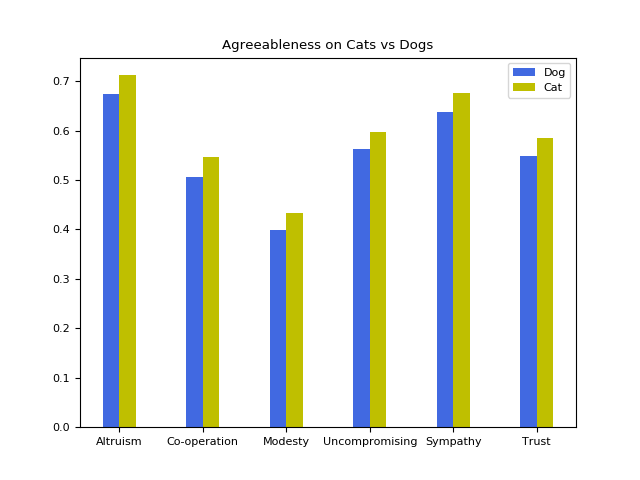 Agreeableness on Cats vs Dogs
Dog
Cat
0.7
0.6
0.5
0.4
0.3
0.2
0.1
0.0
Altruism Co-operation Modesty Uncompromising Sympathy Trust